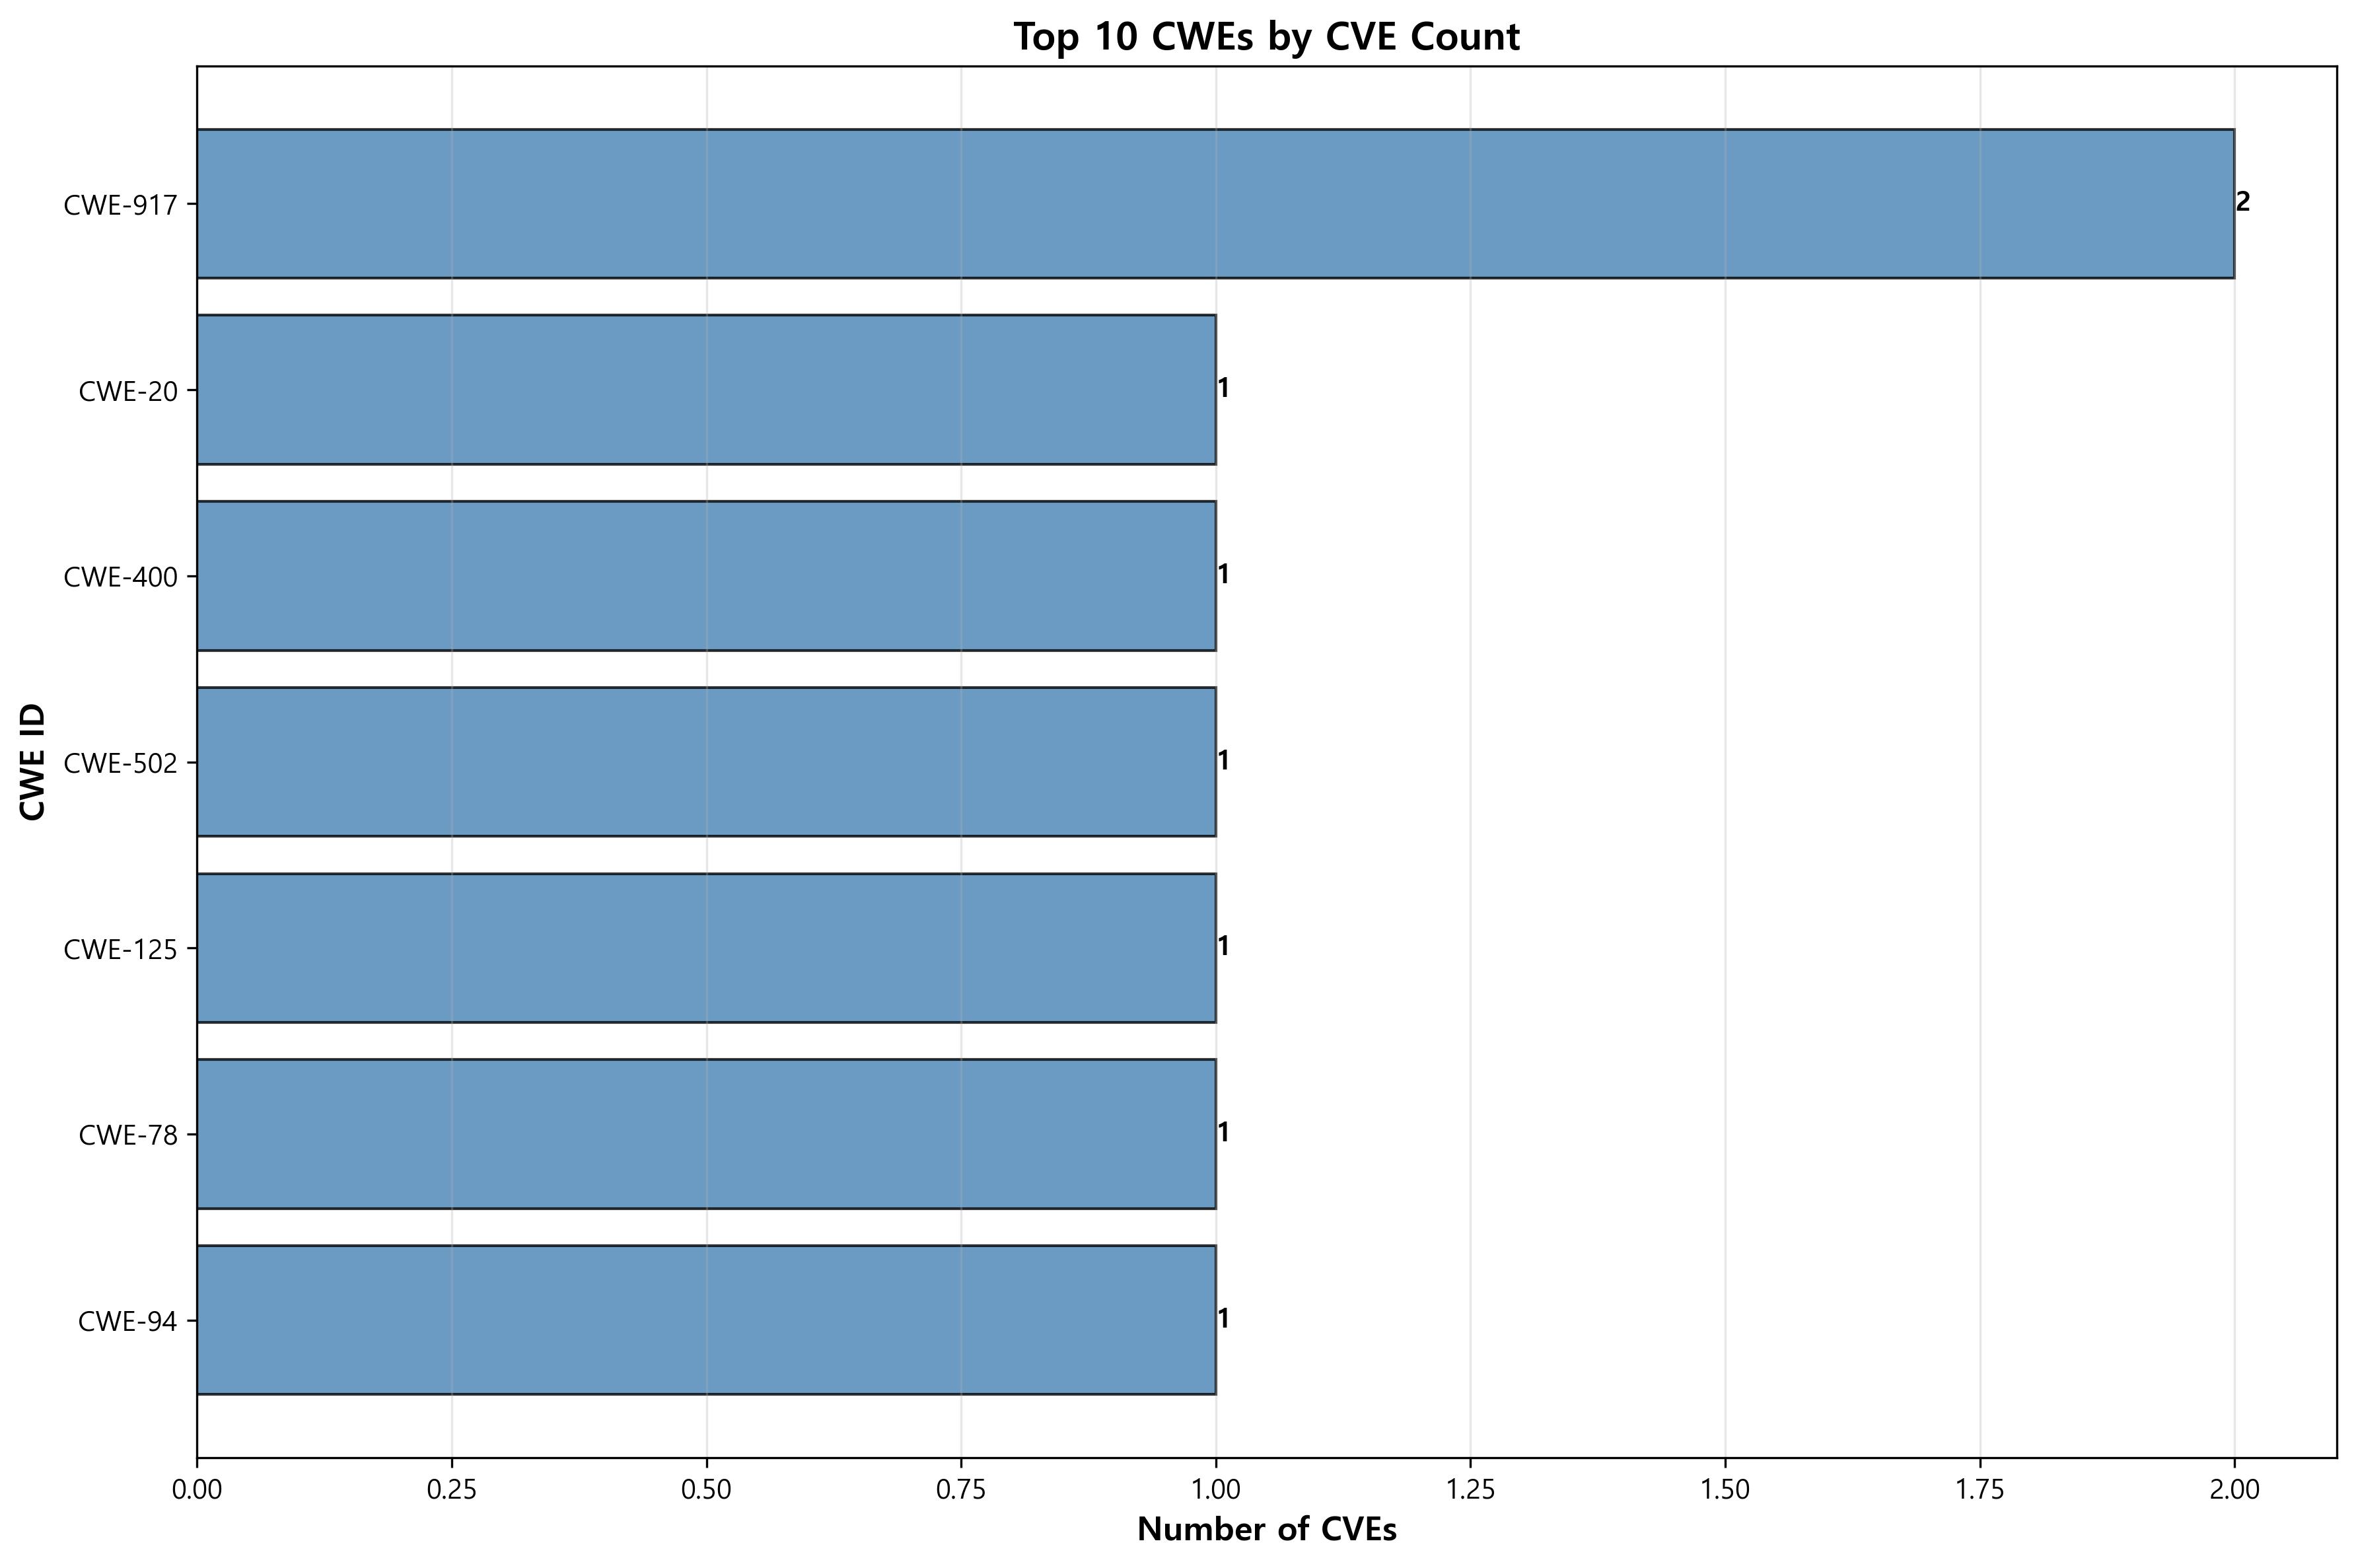 Top 10 CWEs by CVE Count
CWE ID
CWE-917
2
CWE-20
1
CWE-400
1
CWE-502
1
CWE-125
1
CWE-78
1
CWE-94
1
0.00 0.25 0.50 0.75 1.00 1.25 1.50 1.75 2.00
Number of CVEs